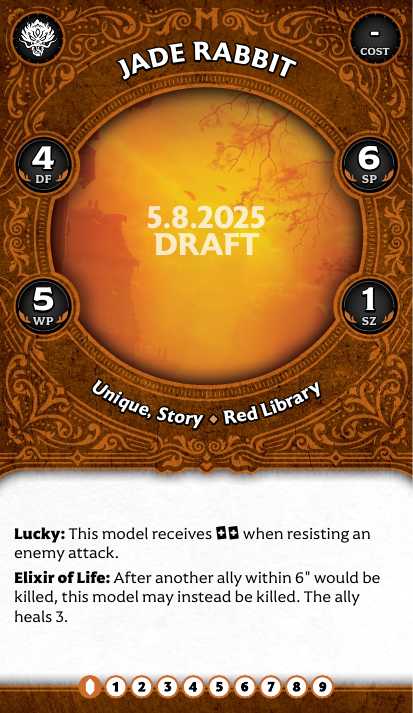 JADE RABBIT
-
COST
4
DF
6
SP
5.8.2025
DRAFT
5
WP
1
SZ
Unique, Story ◆ Red Library
Lucky: This model receives when resisting an
enemy attack.
Elixir of Life: After another ally within 6" would be
killed, this model may instead be killed. The ally
heals 3.
1 2 3 4 5 6 7 8 9